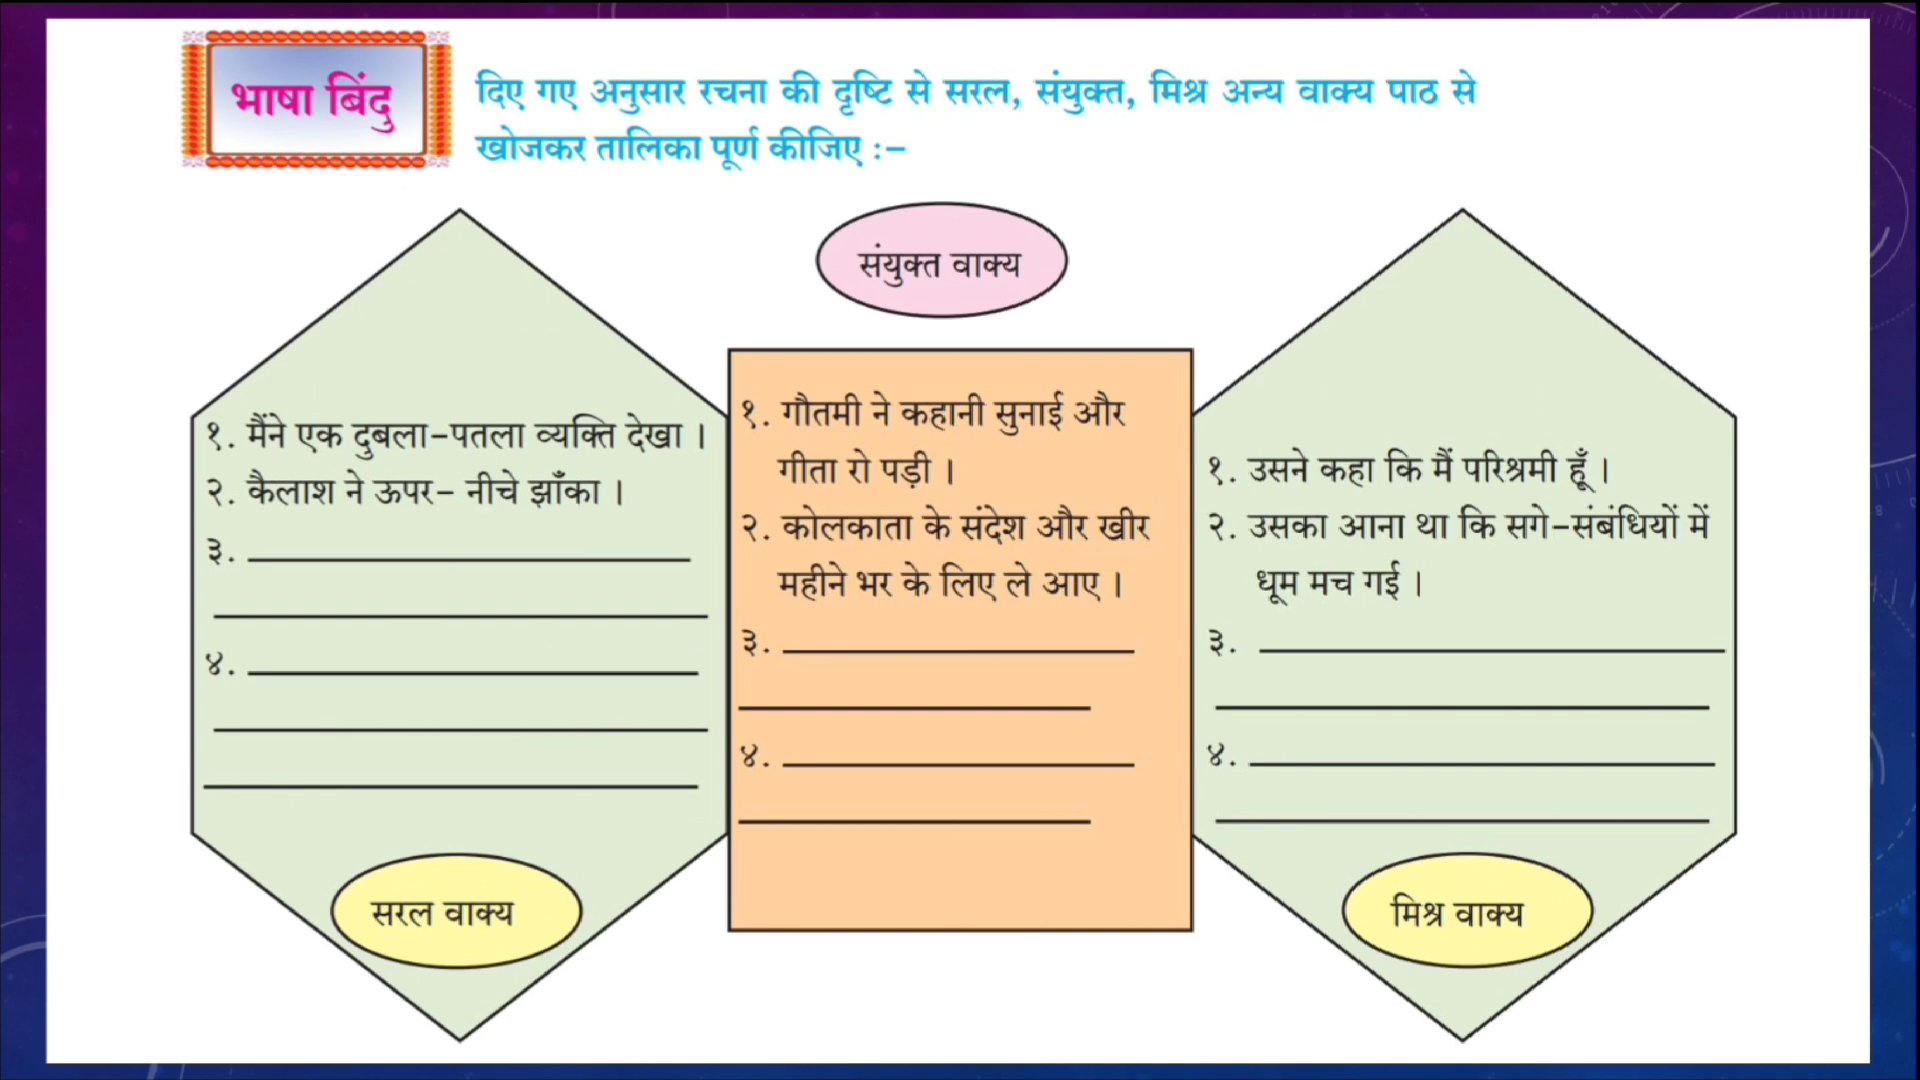 भाषा बिंदु
दिए गए अनुसार रचना की दृष्टि से सरल, संयुक्त, मिश्र अन्य वाक्य पाठ से
खोजकर तालिका पूर्ण कीजिए :–
१. मैंने एक दुबला-पतला व्यक्ति देखा ।
२. कैलाश ने ऊपर- नीचे झाँका ।
३.
४.
सरल वाक्य
संयुक्त वाक्य
१. गौतमी ने कहानी सुनाई और
गीता रो पड़ी ।
२. कोलकाता के संदेश और खीर
महीने भर के लिए ले आए ।
३.
४.
१. उसने कहा कि मैं परिश्रमी हूँ ।
२. उसका आना था कि सगे-संबंधियों में
धूम मच गई ।
३.
४.
मिश्र वाक्य